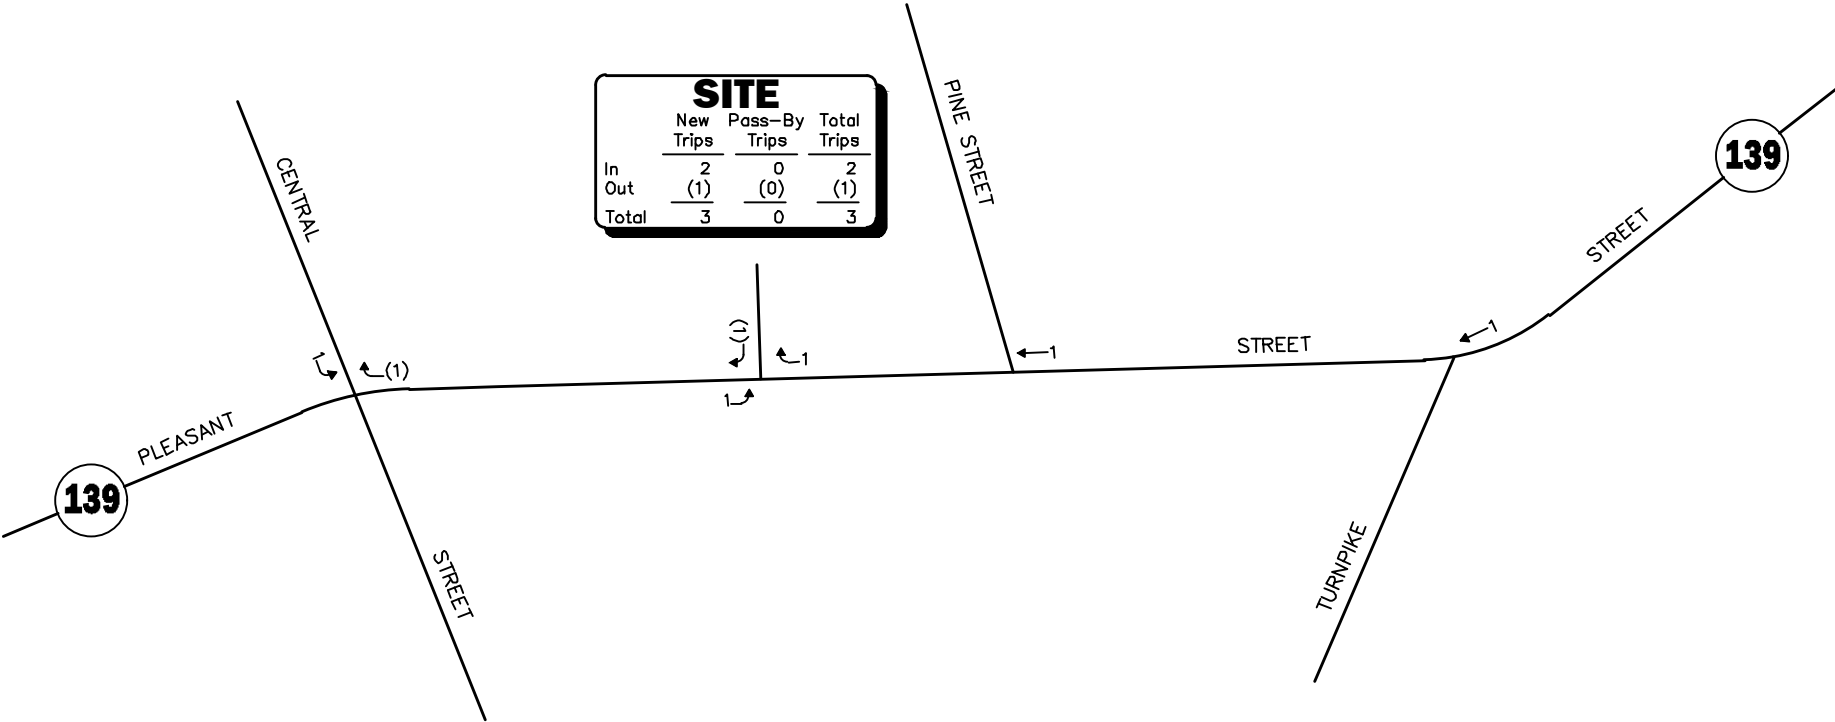 SITE
New Pass-By Total
Trips Trips Trips
In 2 0 2
Out (1) (0) (1)
Total 3 0 3
PINE STREET
139
CENTRAL
STREET
STREET
1
(1)
(1)
1
1
1
1
PLEASANT
139
STREET
TURNPIKE